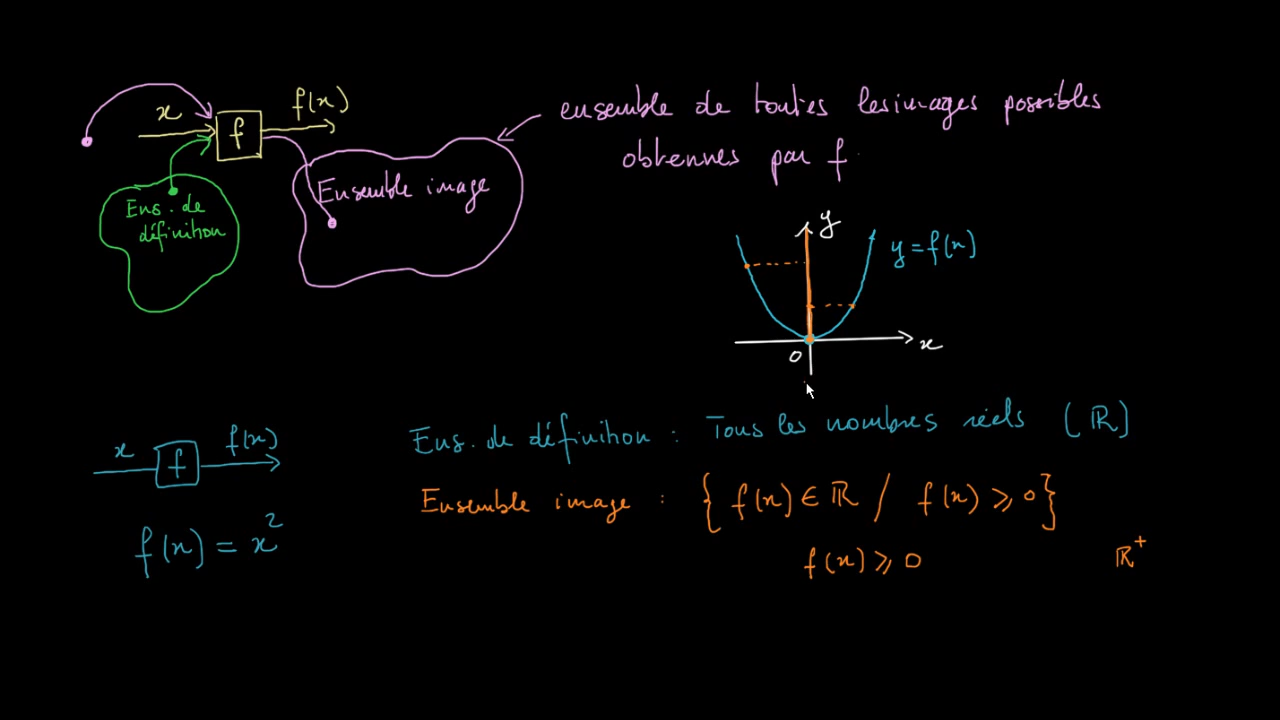 x f f(x)
ensemble de toutes les images possibles
obtenues par f
Ensemble image
Ens. de
définition
y
y = f(x)
x
0
x f f(x)
f(x) = x²
Ens. de définition : Tous les nombres réels (ℝ)
Ensemble image : { f(x) ∈ ℝ / f(x) ⩾ 0 }
f(x) ⩾ 0
ℝ⁺